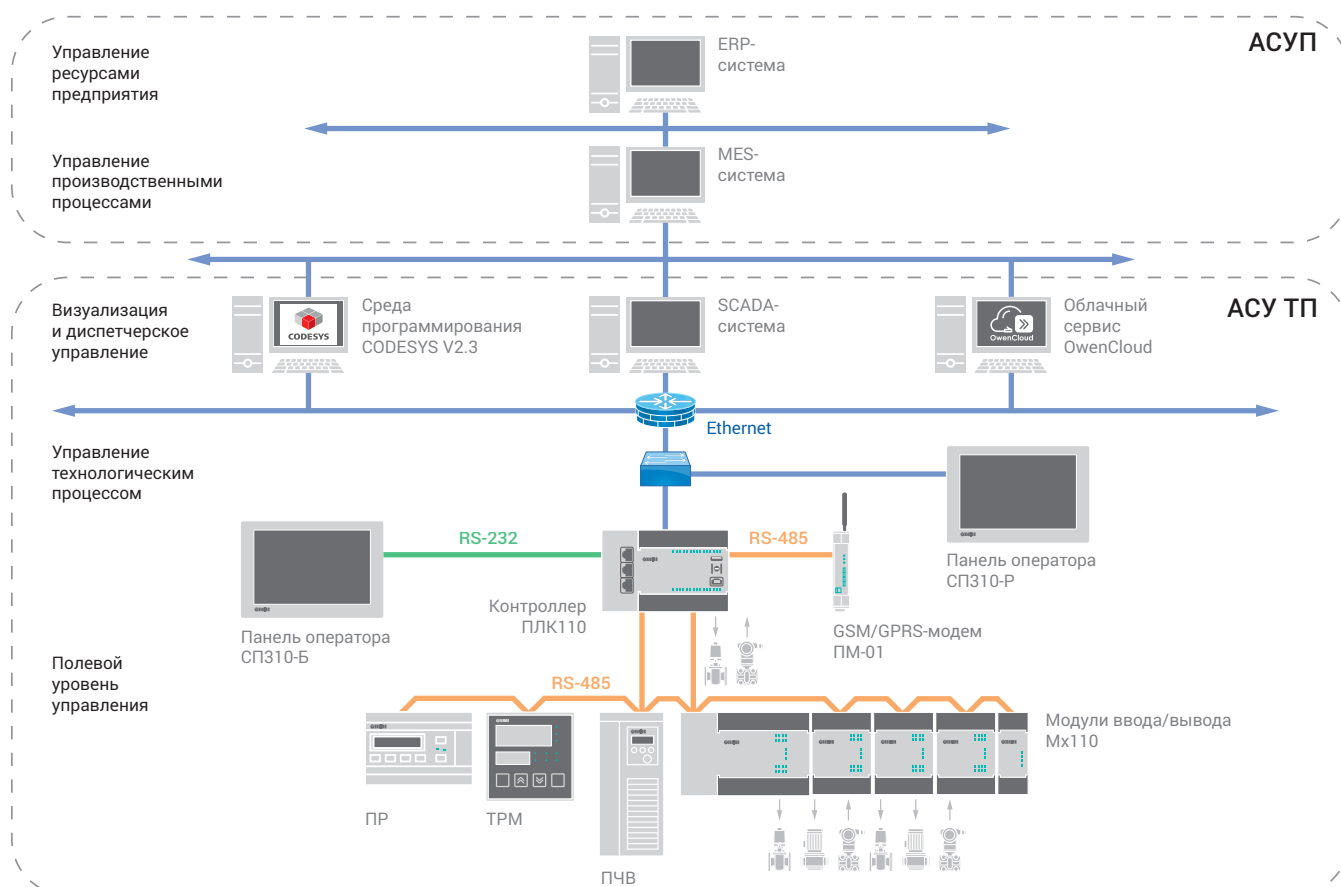 АСУП
Управление
ресурсами
предприятия
ERP-
система
Управление
производственными
процессами
MES-
система
АСУ ТП
Визуализация
и диспетчерское
управление
CODESYS
Среда
программирования
CODESYS V2.3
SCADA-
система
OwenCloud
Облачный
сервис
OwenCloud
Ethernet
Управление
технологическим
процессом
RS-232
RS-485
Панель оператора
СП310-Р
Контроллер
ПЛК110
GSM/GPRS-модем
ПМ-01
Панель оператора
СП310-Б
Полевой
уровень
управления
RS-485
Модули ввода/вывода
Мх110
ПР
ТРМ
ПЧВ